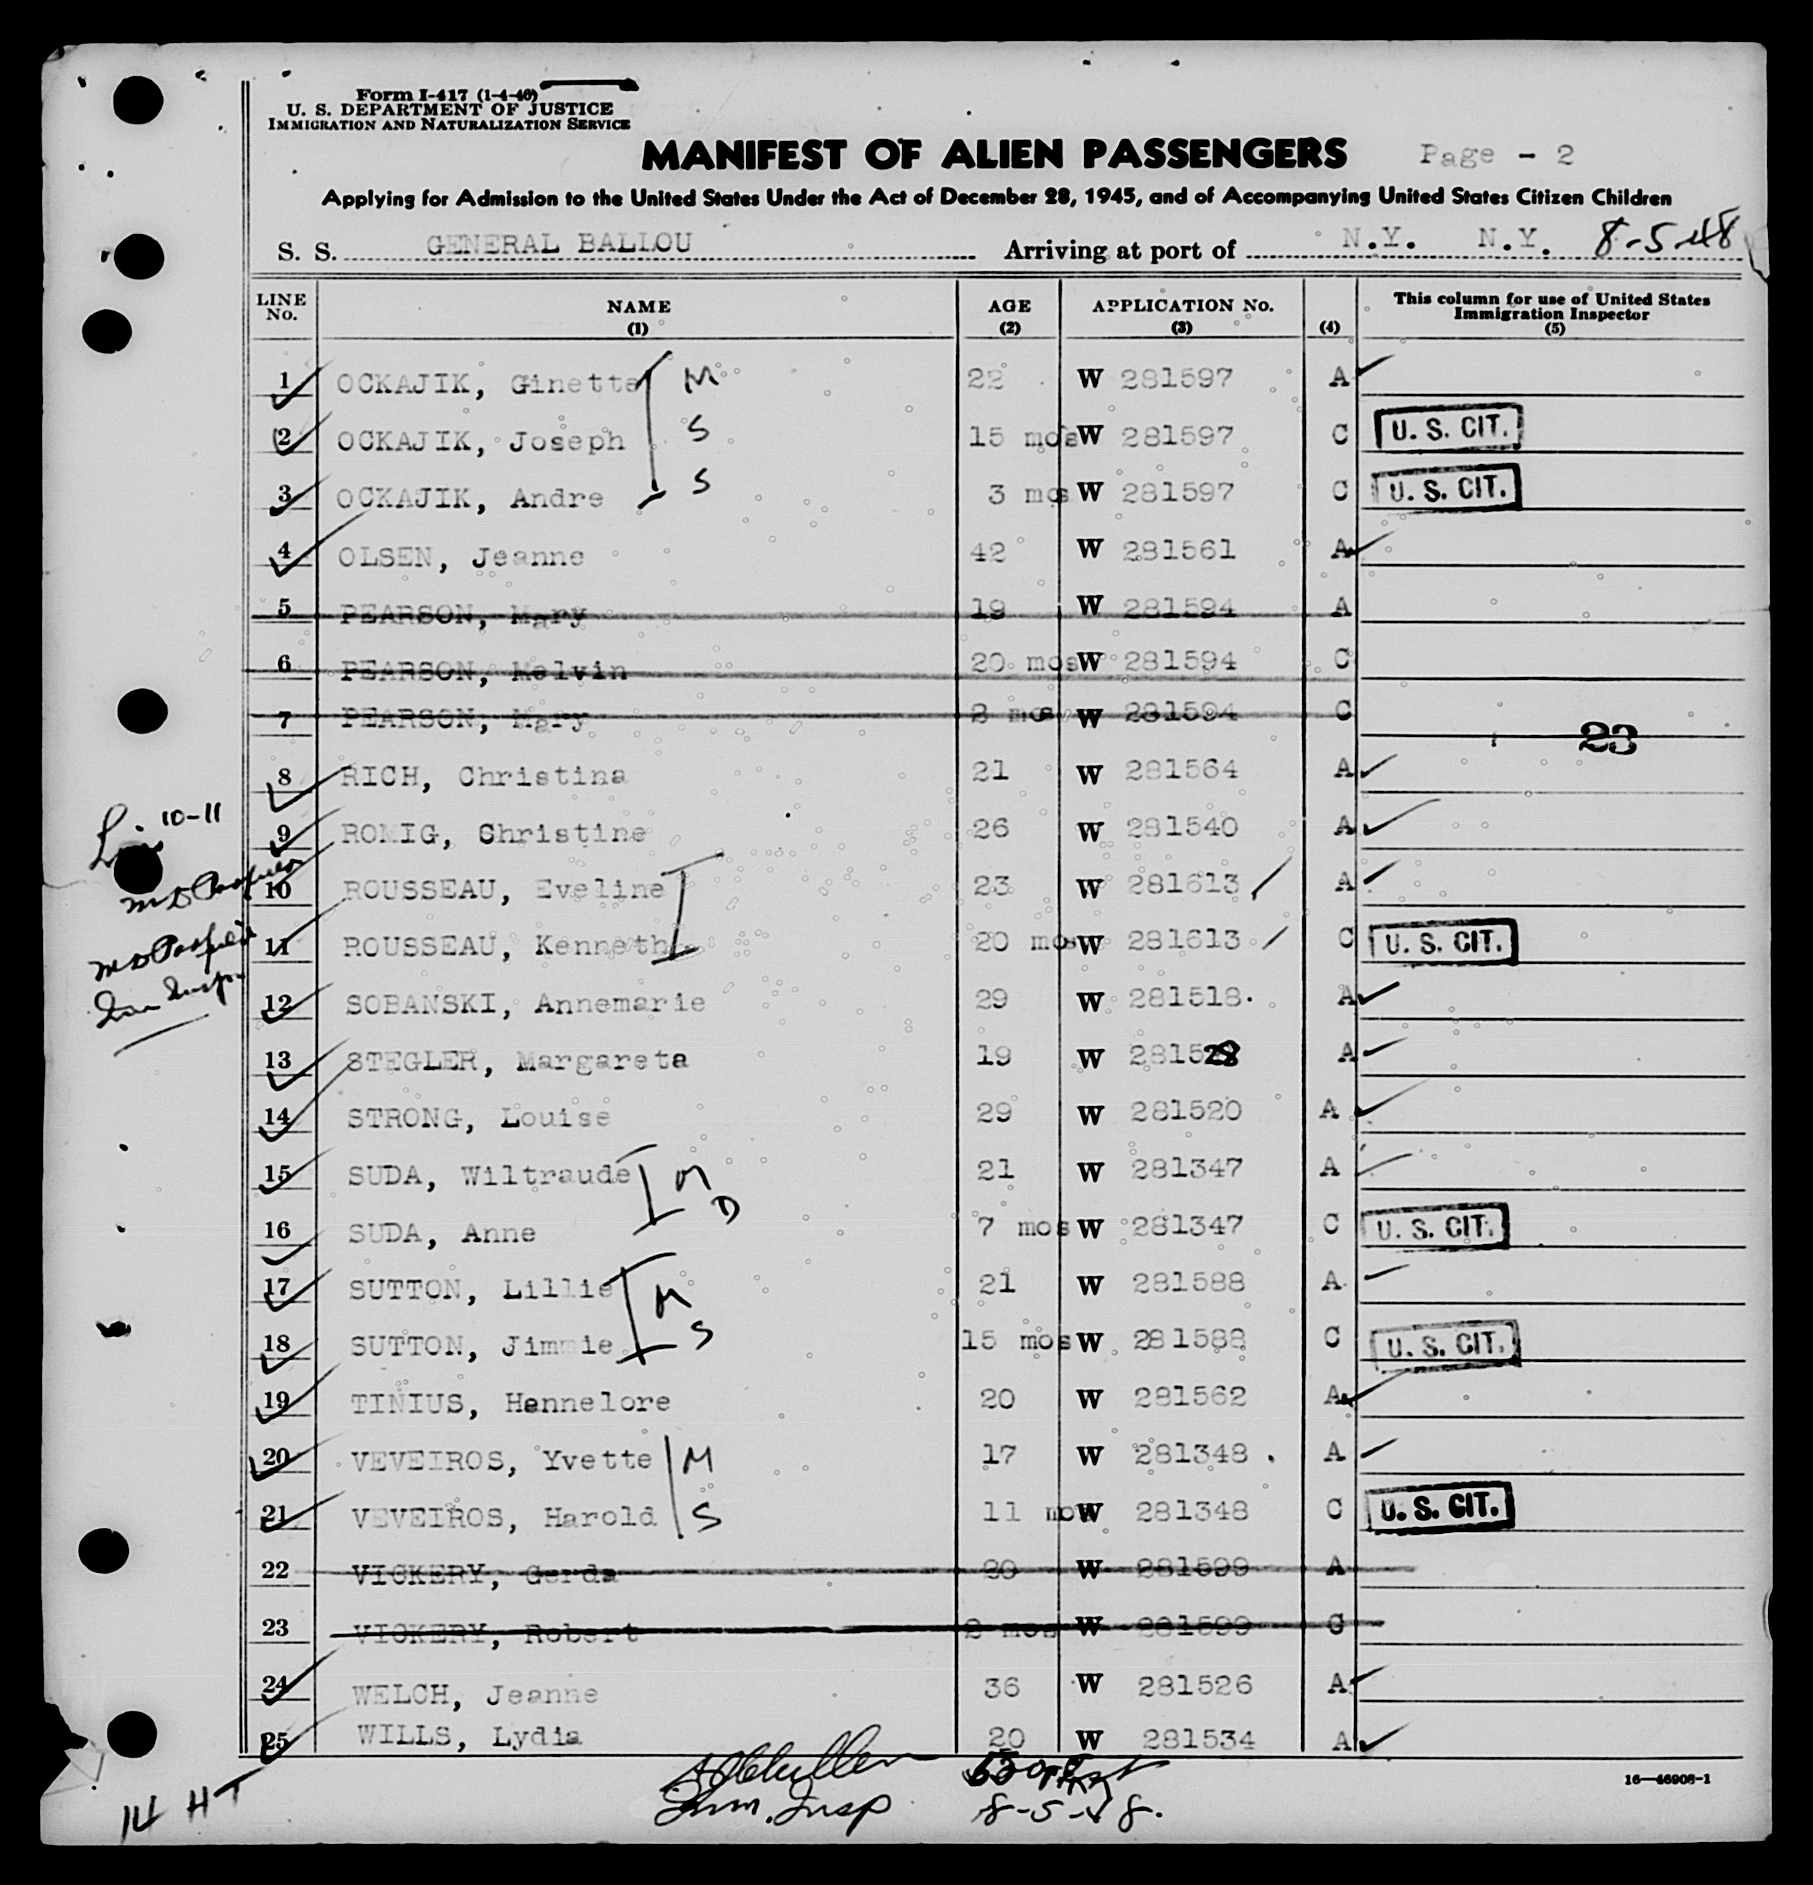 Form I-417 (1-4-46)
U. S. DEPARTMENT OF JUSTICE
IMMIGRATION AND NATURALIZATION SERVICE
MANIFEST OF ALIEN PASSENGERS Page - 2
Applying for Admission to the United States Under the Act of December 28, 1945, and of Accompanying United States Citizen Children
S. S. GENERAL BALLOU Arriving at port of N.Y. N.Y. 8-5-48
LINE No. NAME (1) AGE (2) APPLICATION No. (3) (4) This column for use of United States Immigration Inspector (5)
1 OCKAJIK, Ginette M 22 W 281597 A
2 OCKAJIK, Joseph S 15 mos W 281597 C U. S. CIT.
3 OCKAJIK, Andre S 3 mos W 281597 C U. S. CIT.
4 OLSEN, Jeanne 42 W 281561 A
5 PEARSON, Mary 19 W 281594 A
6 PEARSON, Melvin 20 mos W 281594 C
7 PEARSON, Mary 2 mos W 281594 C
23
8 RICH, Christina 21 W 281564 A
10-11
9 ROMIG, Christine 26 W 281540 A
10 ROUSSEAU, Eveline 23 W 281613 A
11 ROUSSEAU, Kenneth 20 mos W 281613 C U. S. CIT.
12 SOBANSKI, Annemarie 29 W 281518 A
13 STEGLER, Margareta 19 W 281528 A
14 STRONG, Louise 29 W 281520 A
15 SUDA, Wiltraude M 21 W 281347 A
16 SUDA, Anne D 7 mos W 281347 C U. S. CIT.
17 SUTTON, Lillie M 21 W 281588 A
18 SUTTON, Jimmie S 15 mos W 281588 C U. S. CIT.
19 TINIUS, Hannelore 20 W 281562 A
20 VEVEIROS, Yvette M 17 W 281348 A
21 VEVEIROS, Harold S 11 mos W 281348 C U. S. CIT.
22 VICKERY, Gerda 20 W 281599 A
23 VICKERY, Robert 2 mos W 281599 C
24 WELCH, Jeanne 36 W 281526 A
25 WILLS, Lydia 20 W 281534 A
16—46908-1
14 HT
Imm. Insp 8-5-48.